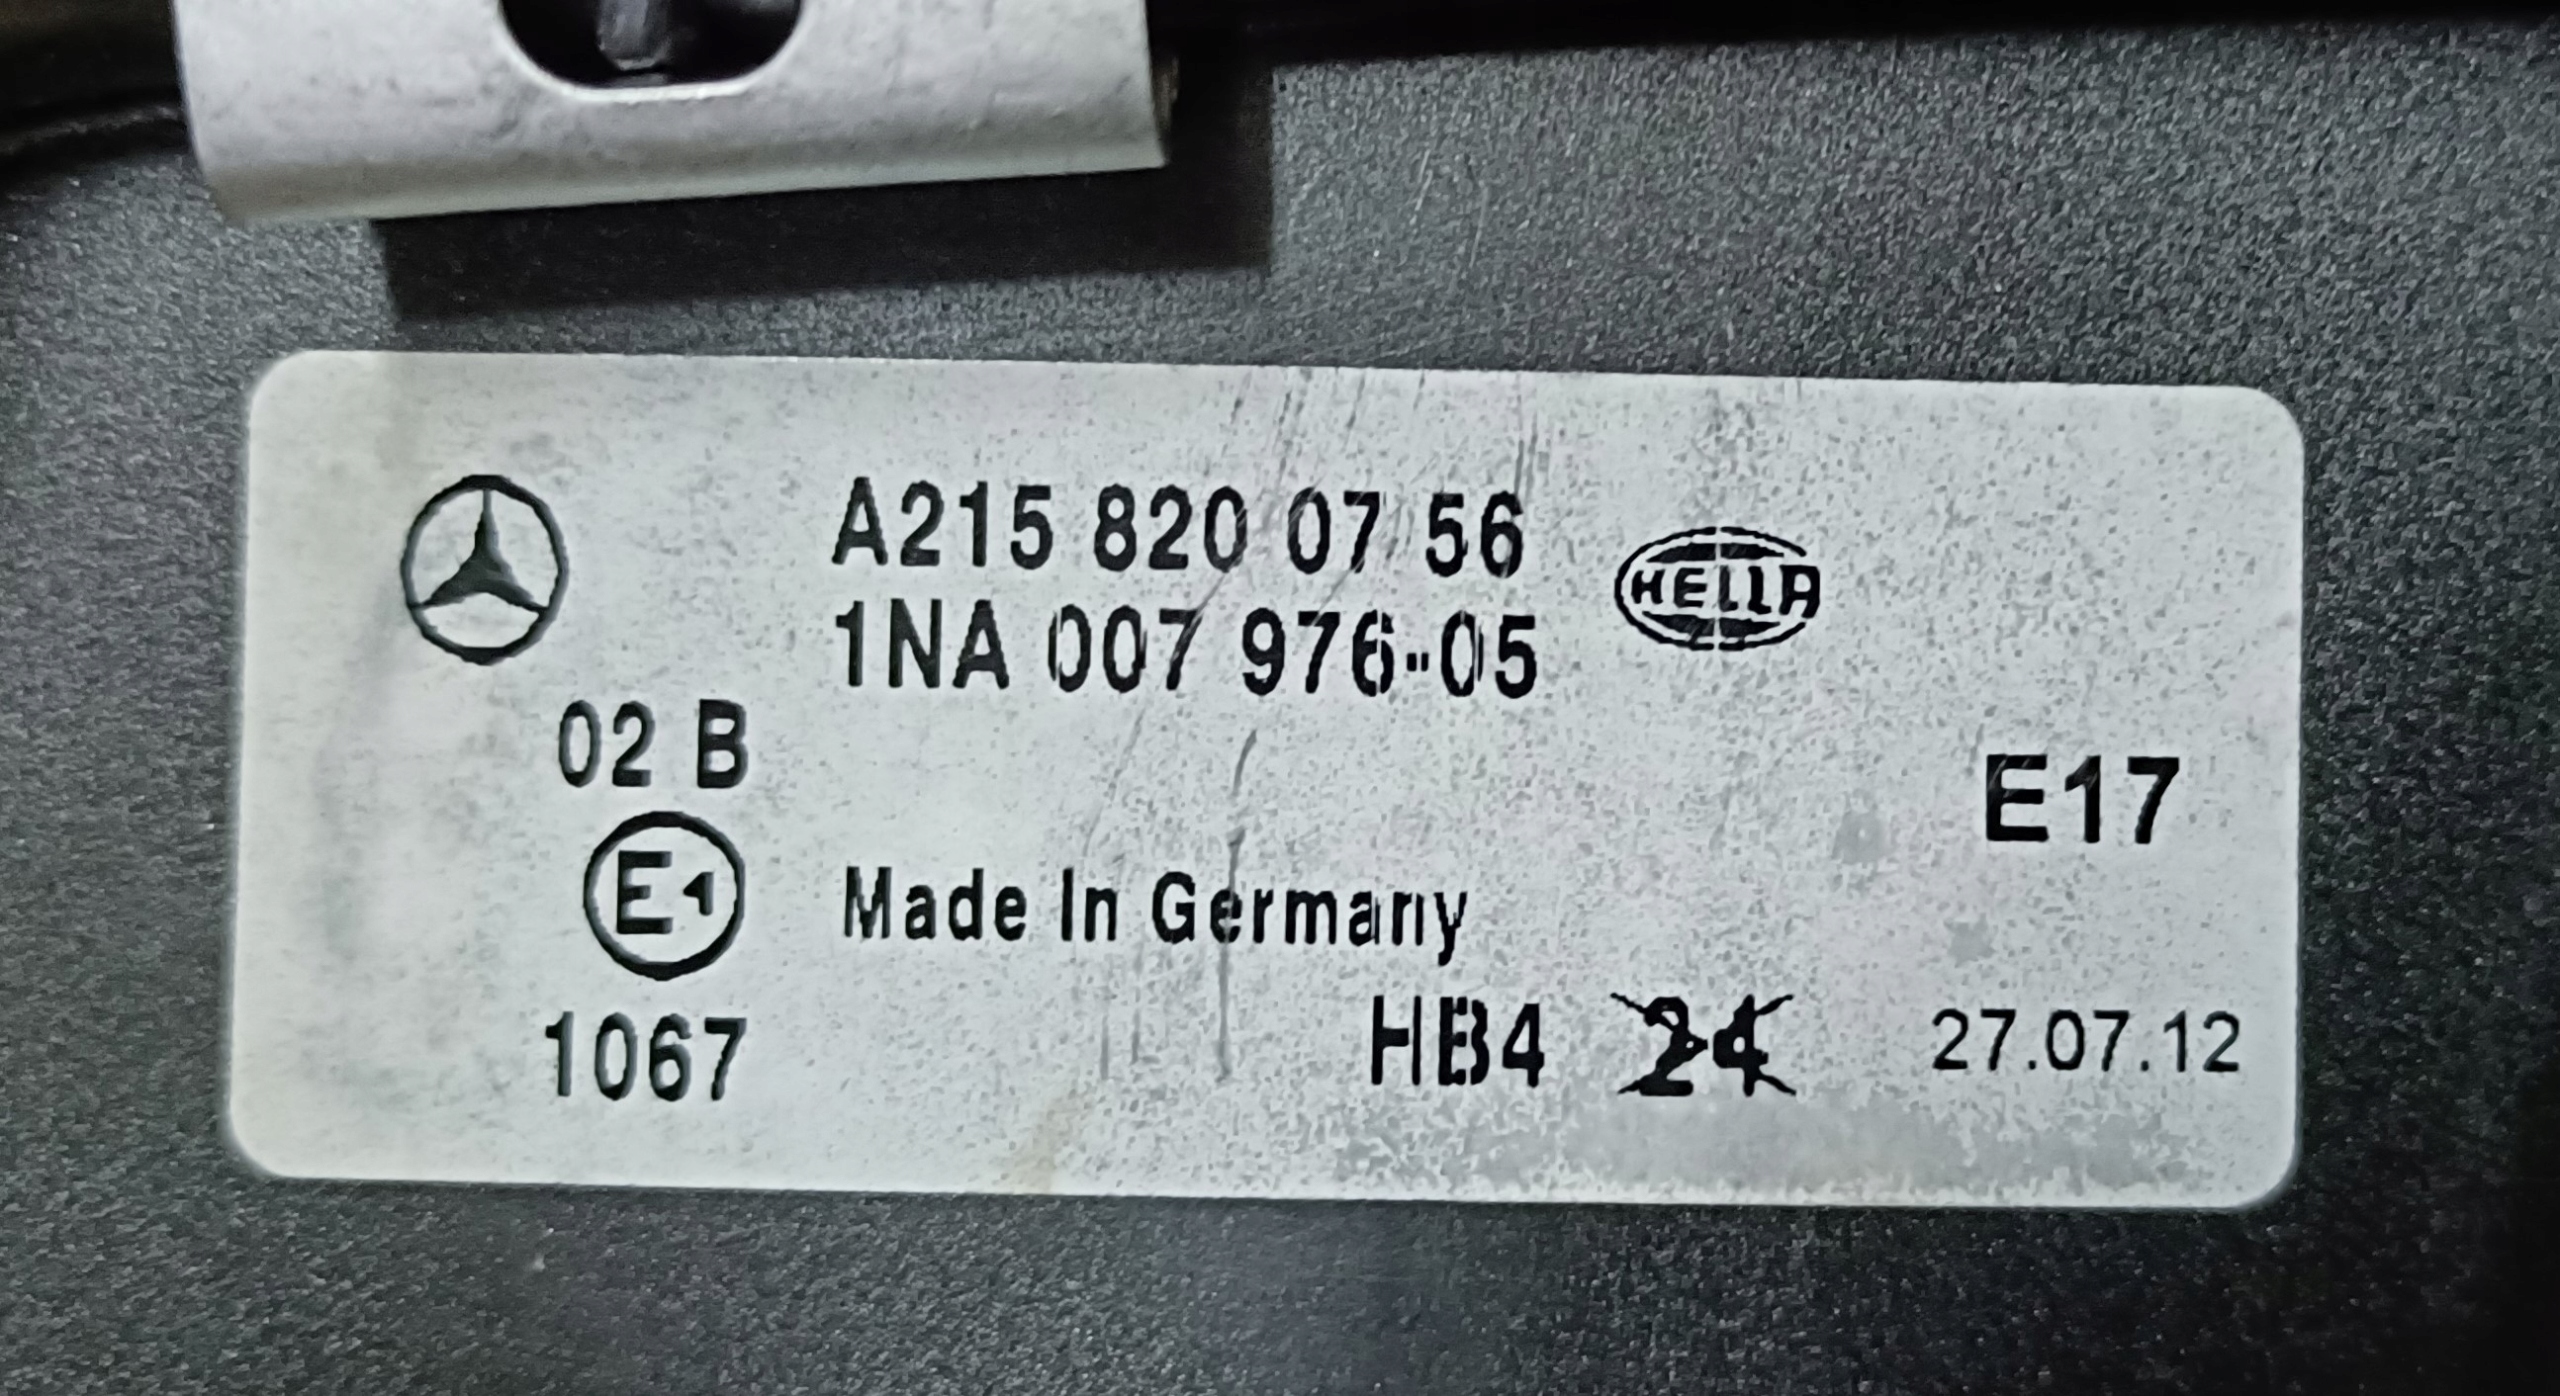 A215 820 07 56
HELLA
1NA 007 976-05
02 B
E17
E1
Made In Germany
1067
HB4 24 27.07.12